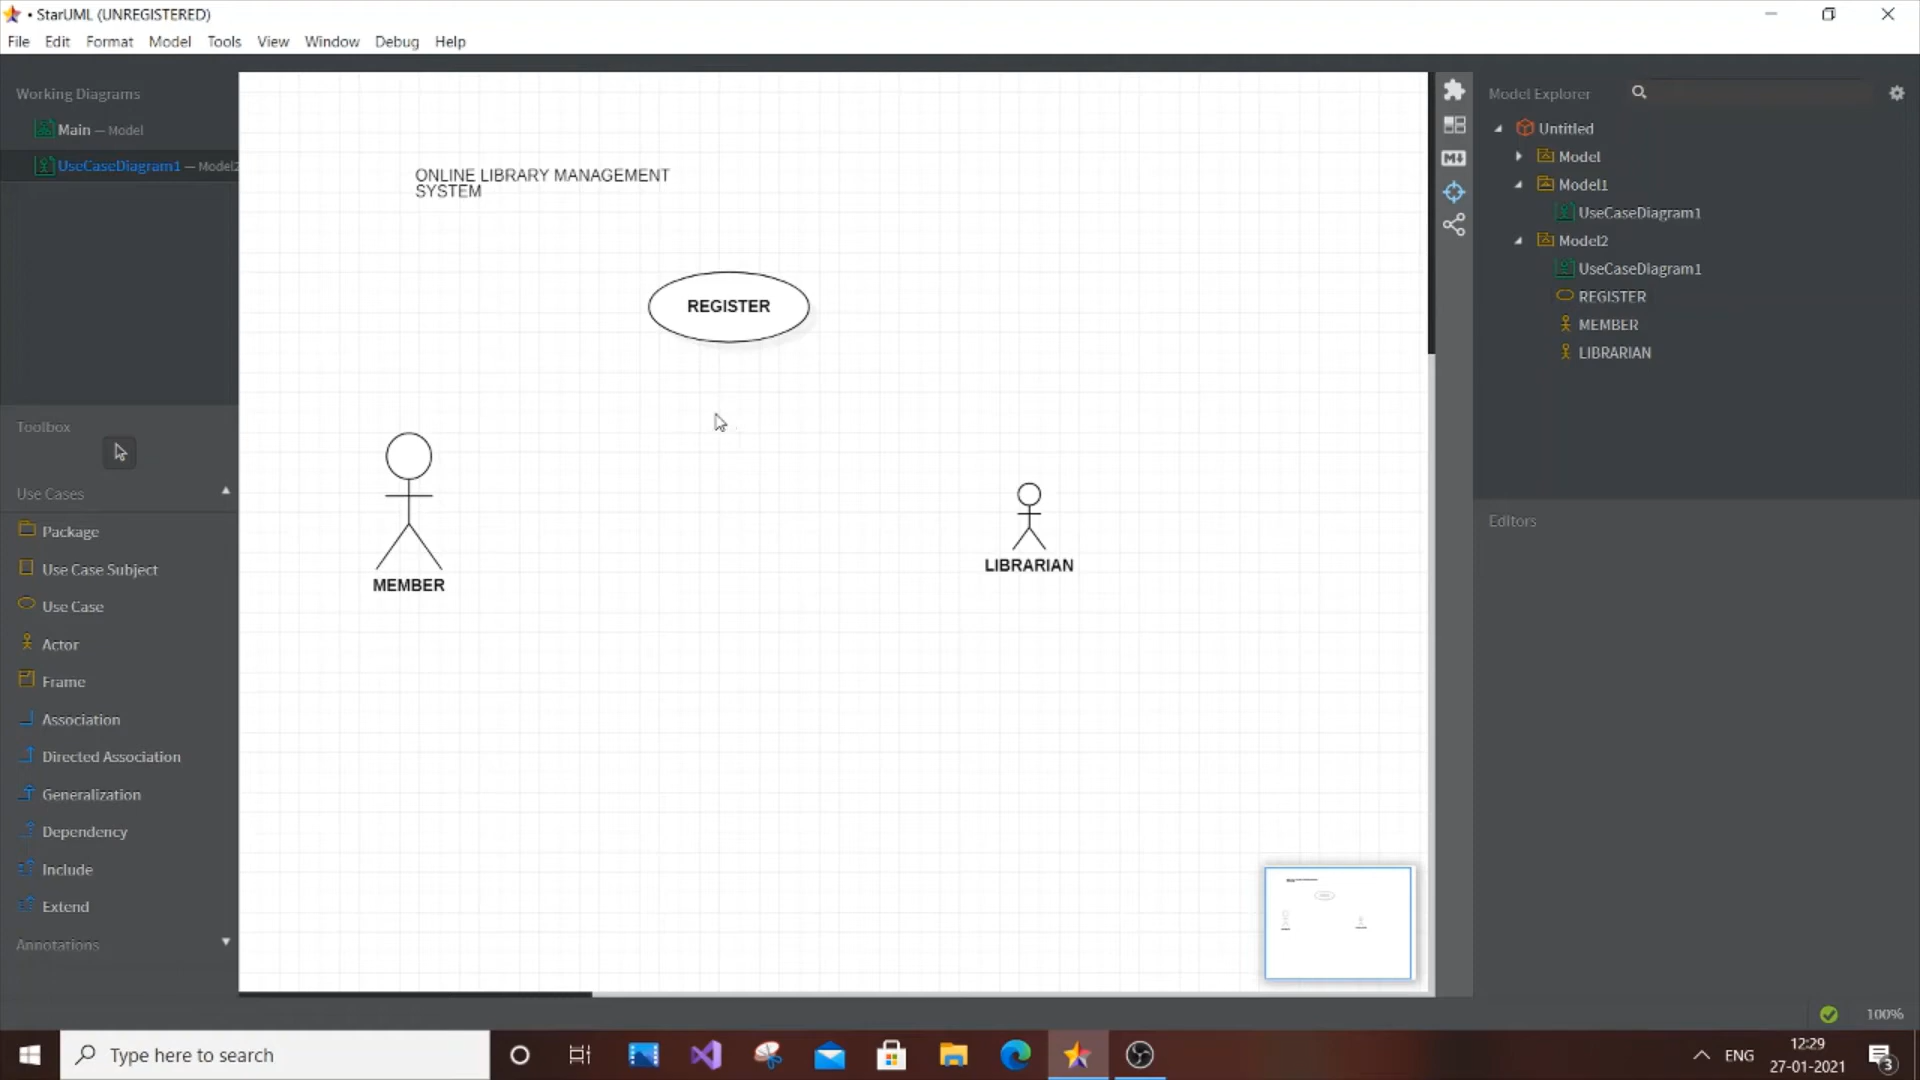 • StarUML (UNREGISTERED)
File Edit Format Model Tools View Window Debug Help
Working Diagrams
Main — Model
UseCaseDiagram1 — Model2
Toolbox
Use Cases
Package
Use Case Subject
Use Case
Actor
Frame
Association
Directed Association
Generalization
Dependency
Include
Extend
Annotations
ONLINE LIBRARY MANAGEMENT
SYSTEM
REGISTER
MEMBER
LIBRARIAN
Model Explorer
Untitled
Model
Model1
UseCaseDiagram1
Model2
UseCaseDiagram1
REGISTER
MEMBER
LIBRARIAN
Editors
100%
Type here to search
ENG
12:29
27-01-2021
3